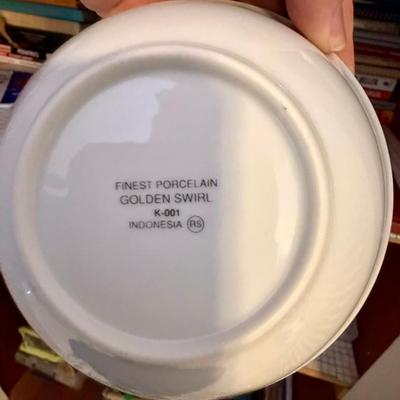 FINEST PORCELAIN
GOLDEN SWIRL
K-001
INDONESIA RS